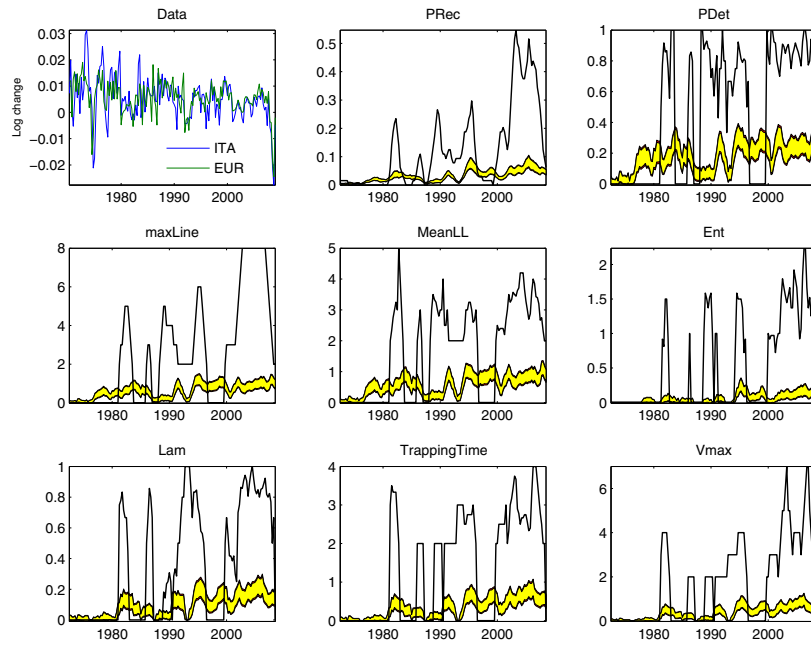 Data
PRec
PDet
0.03
0.02
0.01
0
−0.01
−0.02
Log change
ITA
EUR
1980 1990 2000
0.5
0.4
0.3
0.2
0.1
0
1980 1990 2000
1
0.8
0.6
0.4
0.2
0
1980 1990 2000
maxLine
MeanLL
Ent
8
6
4
2
0
1980 1990 2000
5
4
3
2
1
0
1980 1990 2000
2
1.5
1
0.5
0
1980 1990 2000
Lam
TrappingTime
Vmax
1
0.8
0.6
0.4
0.2
0
1980 1990 2000
4
3
2
1
0
1980 1990 2000
6
4
2
0
1980 1990 2000